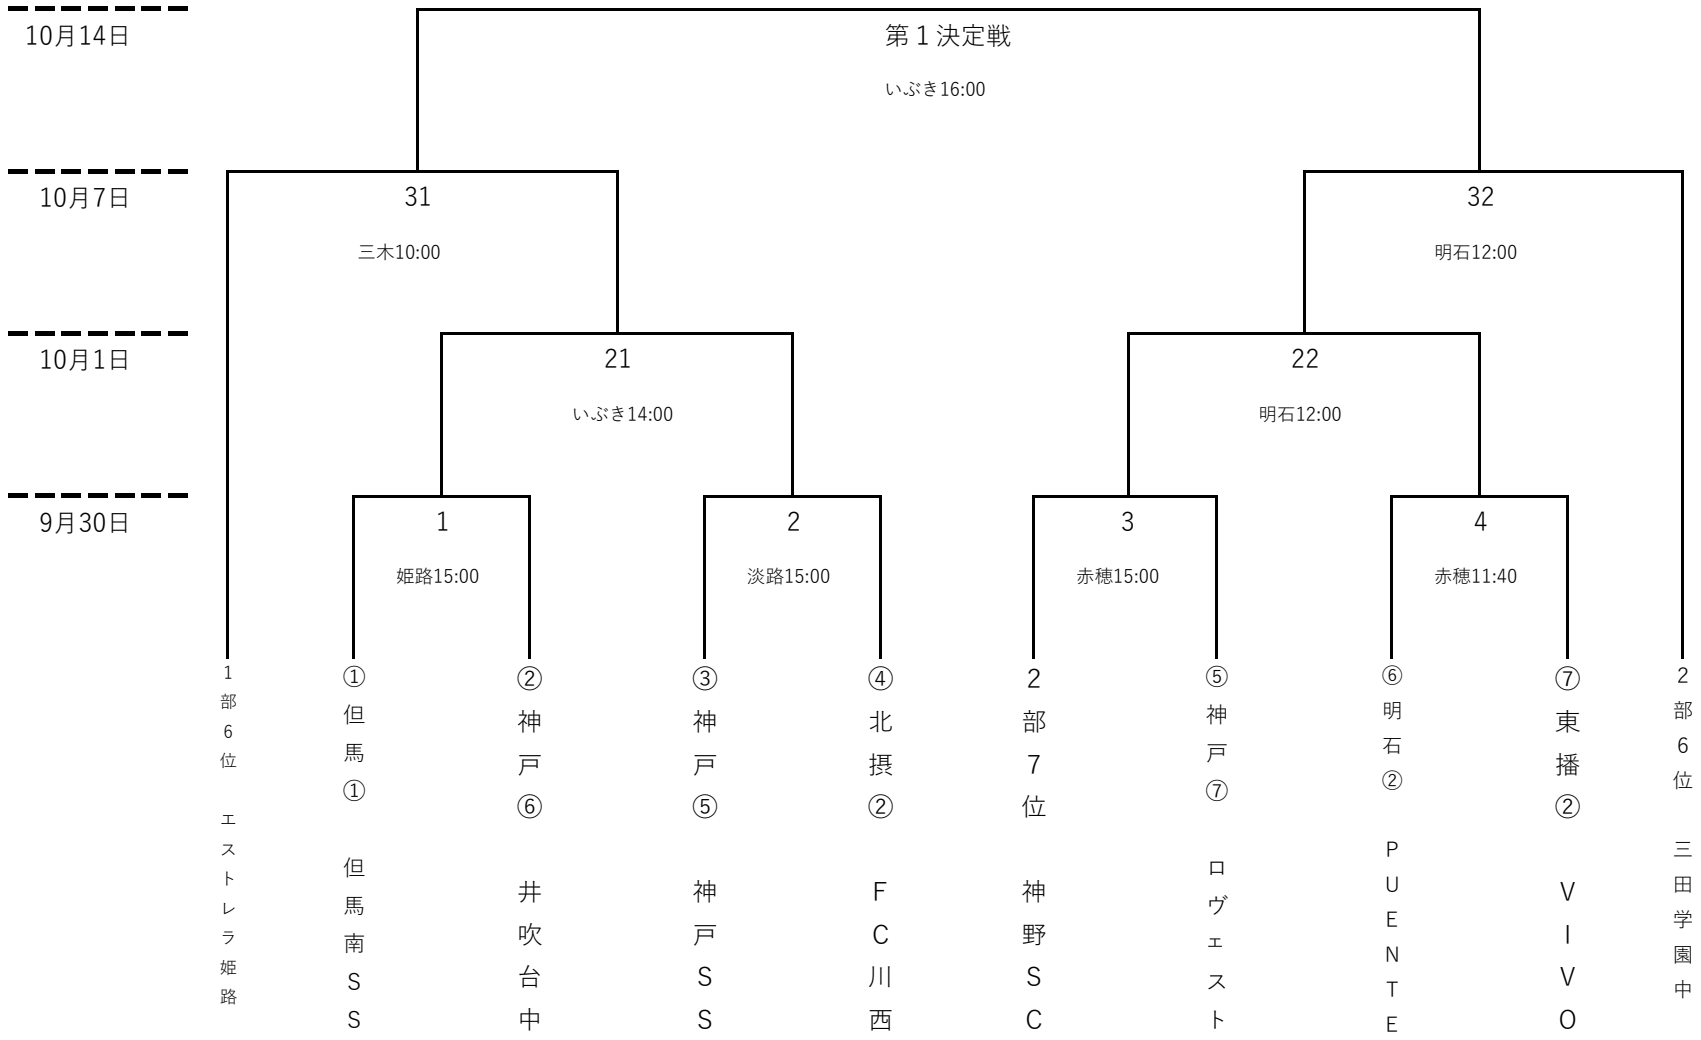 10月14日
第１決定戦
いぶき16:00
10月7日
31
32
三木10:00
明石12:00
10月1日
21
22
いぶき14:00
明石12:00
9月30日
1
2
3
4
姫路15:00
淡路15:00
赤穂15:00
赤穂11:40
1部6位　エストレラ姫路
①但馬①　但馬南ＳＳ
②神戸⑥　井吹台中
③神戸⑤　神戸ＳＳ
④北摂②　ＦＣ川西
2部7位　神野ＳＣ
⑤神戸⑦　ロヴェスト
⑥明石②　ＰＵＥＮＴＥ
⑦東播②　ＶＩＶＯ
2部6位　三田学園中